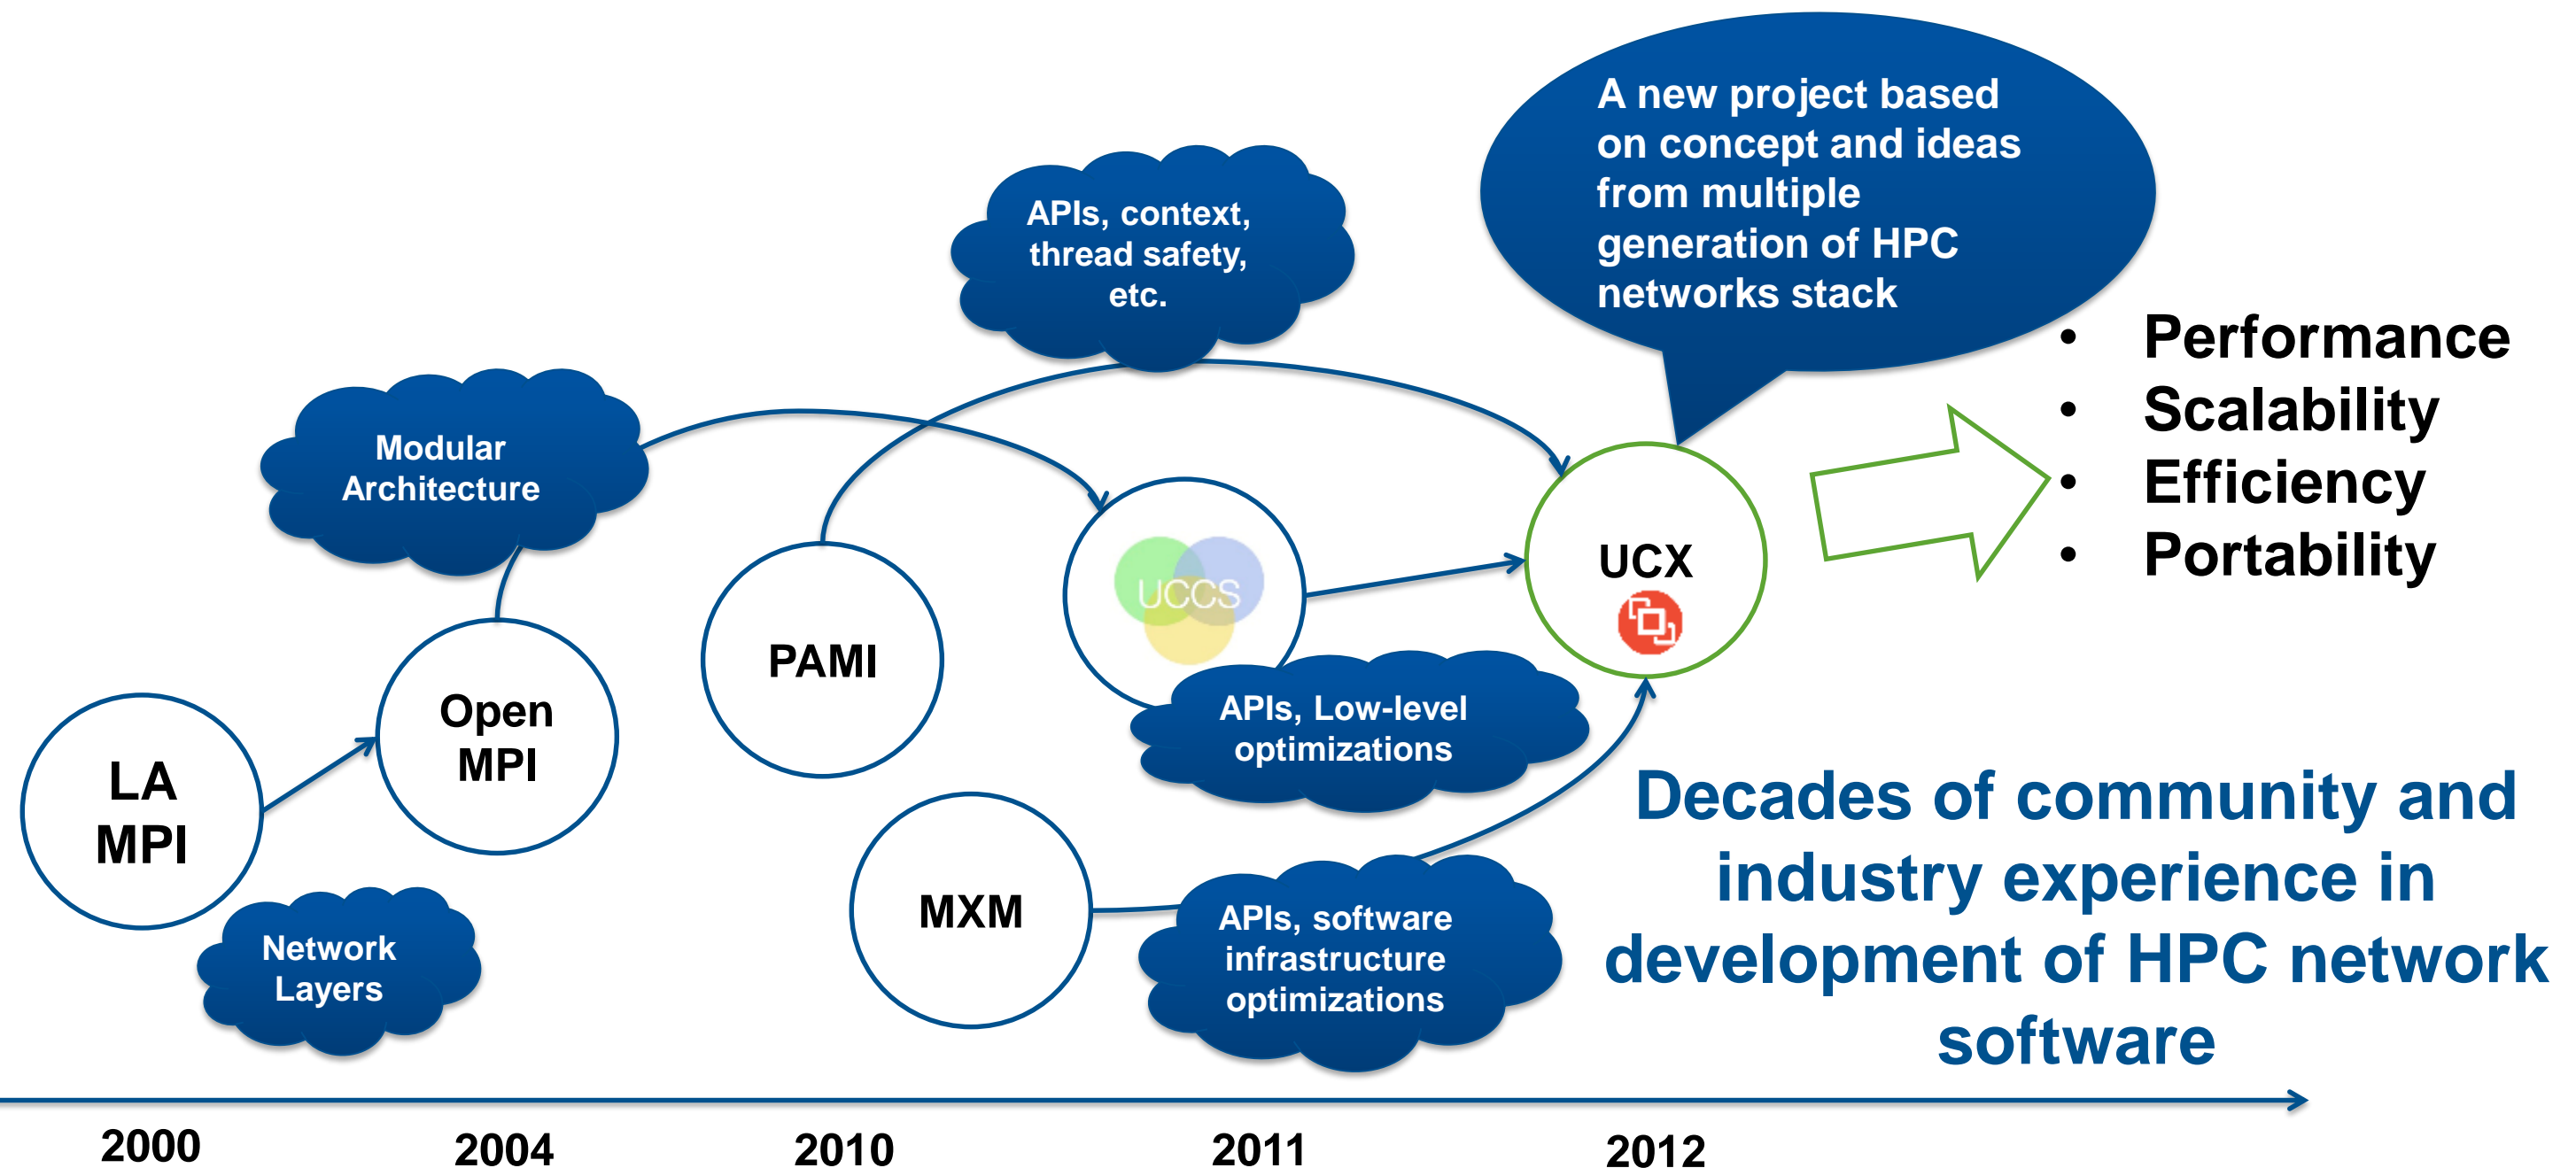 A new project based
on concept and ideas
from multiple
generation of HPC
networks stack
APIs, context,
thread safety,
etc.
• Performance
• Scalability
• Efficiency
• Portability
Modular
Architecture
UCCS
UCX
PAMI
Open
MPI
LA
MPI
APIs, Low-level
optimizations
MXM
APIs, software
infrastructure
optimizations
Network
Layers
Decades of community and
industry experience in
development of HPC network
software
2000 2004 2010 2011 2012